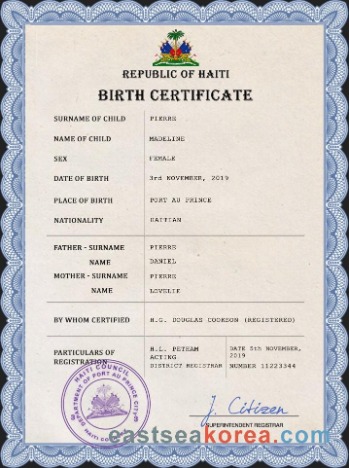 REPUBLIC OF HAITI
BIRTH CERTIFICATE
SURNAME OF CHILD PIERRE
NAME OF CHILD MADELINE
SEX FEMALE
DATE OF BIRTH 3rd NOVEMBER, 2019
PLACE OF BIRTH PORT AU PRINCE
NATIONALITY HAITIAN
FATHER - SURNAME PIERRE
NAME DANIEL
MOTHER - SURNAME PIERRE
NAME LOVELIE
BY WHOM CERTIFIED H.G. DOUGLAS COOKSON (REGISTERED)
PARTICULARS OF REGISTRATION
H.L. PETHAM
ACTING
DISTRICT REGISTRAR
DATE 5th NOVEMBER,
2019
NUMBER 11223344
HAITI COUNCIL
DEPARTMENT OF PORT AU PRINCE CITY
HAITI COUNCIL
J. Citizen
SUPERINTENDENT REGISTRAR
eastseakorea.com